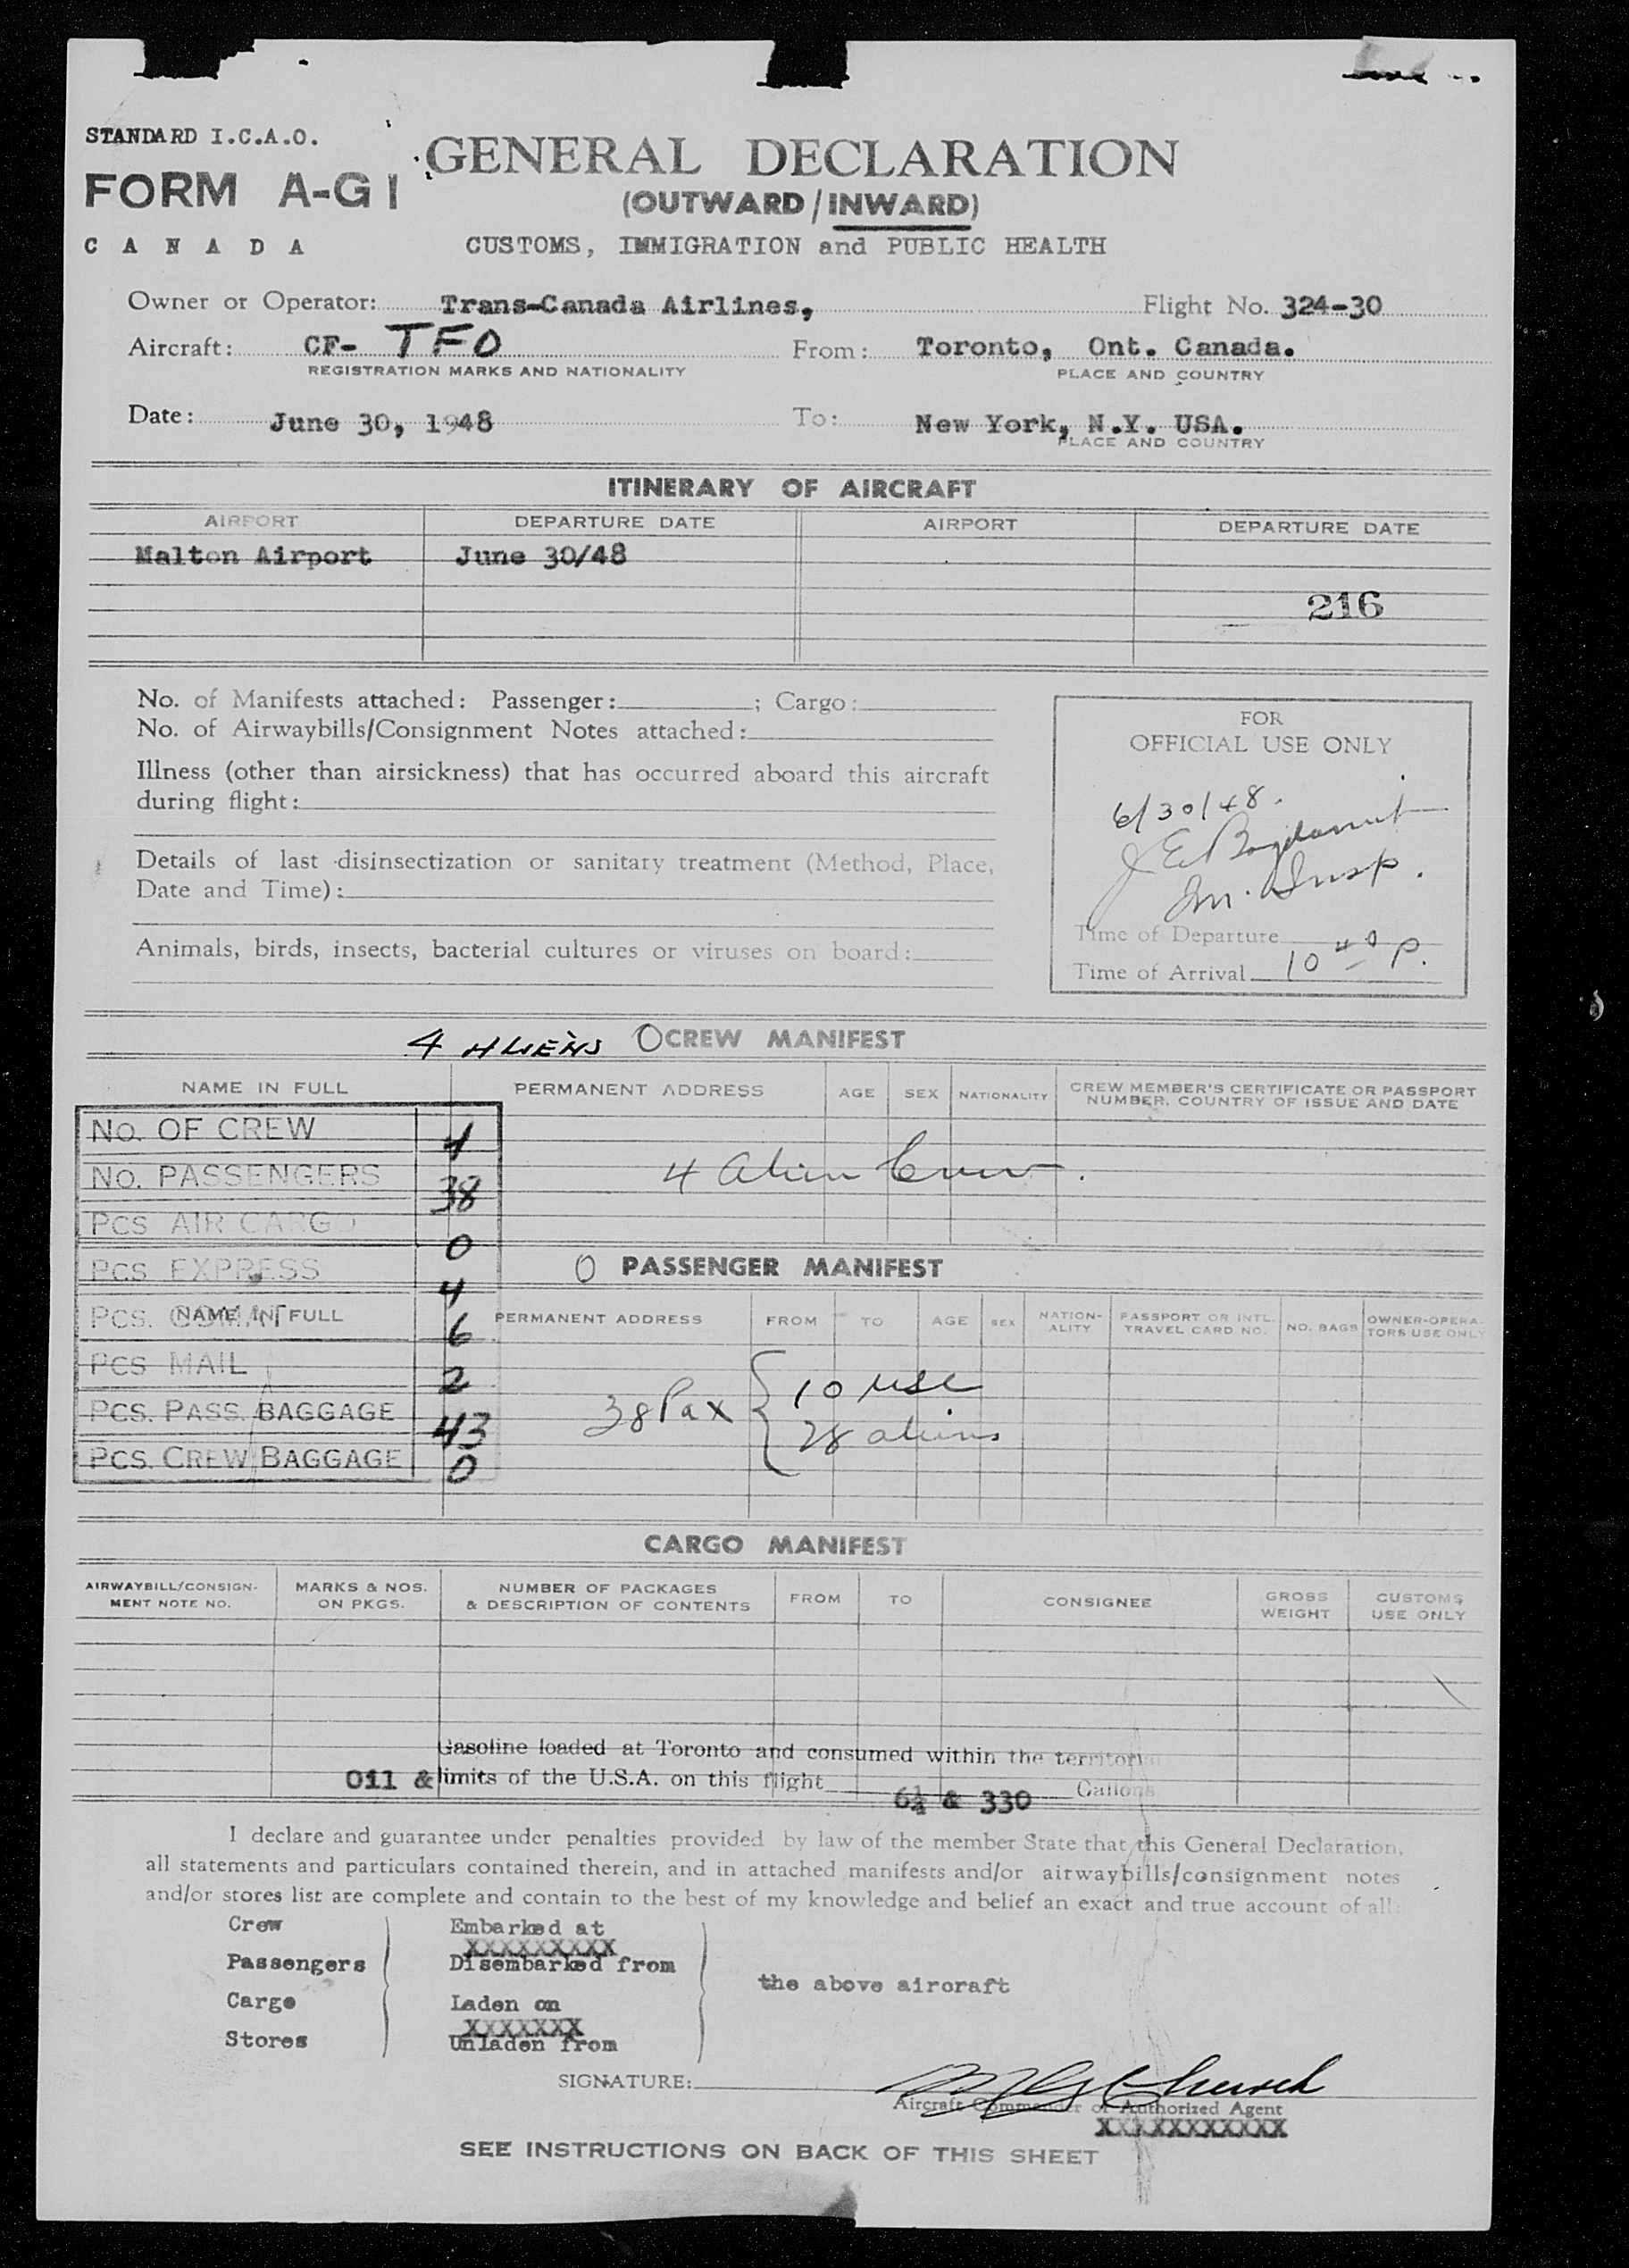 STANDARD I.C.A.O.
FORM A-G1
CANADA
GENERAL DECLARATION
(OUTWARD/INWARD)
CUSTOMS, IMMIGRATION and PUBLIC HEALTH
Owner or Operator: Trans-Canada Airlines, Flight No. 324-30
Aircraft: CF- TFO From: Toronto, Ont. Canada.
REGISTRATION MARKS AND NATIONALITY PLACE AND COUNTRY
Date: June 30, 1948 To: New York, N.Y. USA.
PLACE AND COUNTRY
ITINERARY OF AIRCRAFT
AIRPORT DEPARTURE DATE AIRPORT DEPARTURE DATE
Malton Airport June 30/48
216
No. of Manifests attached: Passenger: ; Cargo:
No. of Airwaybills/Consignment Notes attached:
Illness (other than airsickness) that has occurred aboard this aircraft
during flight:
Details of last disinsectization or sanitary treatment (Method, Place,
Date and Time):
Animals, birds, insects, bacterial cultures or viruses on board:
FOR
OFFICIAL USE ONLY
6/30/48.
Im. Insp.
Time of Departure
Time of Arrival 10 40 P.
4 ALIENS 0 CREW MANIFEST
NAME IN FULL PERMANENT ADDRESS AGE SEX NATIONALITY CREW MEMBER'S CERTIFICATE OR PASSPORT
NUMBER, COUNTRY OF ISSUE AND DATE
No. OF CREW 4
No. PASSENGERS 38
4 alien Crew.
PCS AIR CARGO 0
PCS EXPRESS 4
0 PASSENGER MANIFEST
PCS. COMAT 6
NAME IN FULL PERMANENT ADDRESS FROM TO AGE SEX NATION-
ALITY PASSPORT OR INTL.
TRAVEL CARD NO. NO. BAGS OWNER-OPERA-
TORS USE ONLY
PCS MAIL 2
PCS. PASS. BAGGAGE 43
PCS. CREW BAGGAGE 0
38 Pax 10 USC
28 aliens
CARGO MANIFEST
AIRWAYBILL/CONSIGN-
MENT NOTE NO. MARKS & NOS.
ON PKGS. NUMBER OF PACKAGES
& DESCRIPTION OF CONTENTS FROM TO CONSIGNEE GROSS
WEIGHT CUSTOMS
USE ONLY
Gasoline loaded at Toronto and consumed within the territorial
Oil & limits of the U.S.A. on this flight 6¼ & 330 Gallons
I declare and guarantee under penalties provided by law of the member State that this General Declaration,
all statements and particulars contained therein, and in attached manifests and/or airwaybills/consignment notes
and/or stores list are complete and contain to the best of my knowledge and belief an exact and true account of all:
Crew Embarked at
XXXXXXXXX
Passengers Disembarked from
the above aircraft
Cargo Laden on
XXXXXXX
Stores Unladen from
SIGNATURE: Church
Aircraft Commander or Authorized Agent
XXXXXXXXXXX
SEE INSTRUCTIONS ON BACK OF THIS SHEET